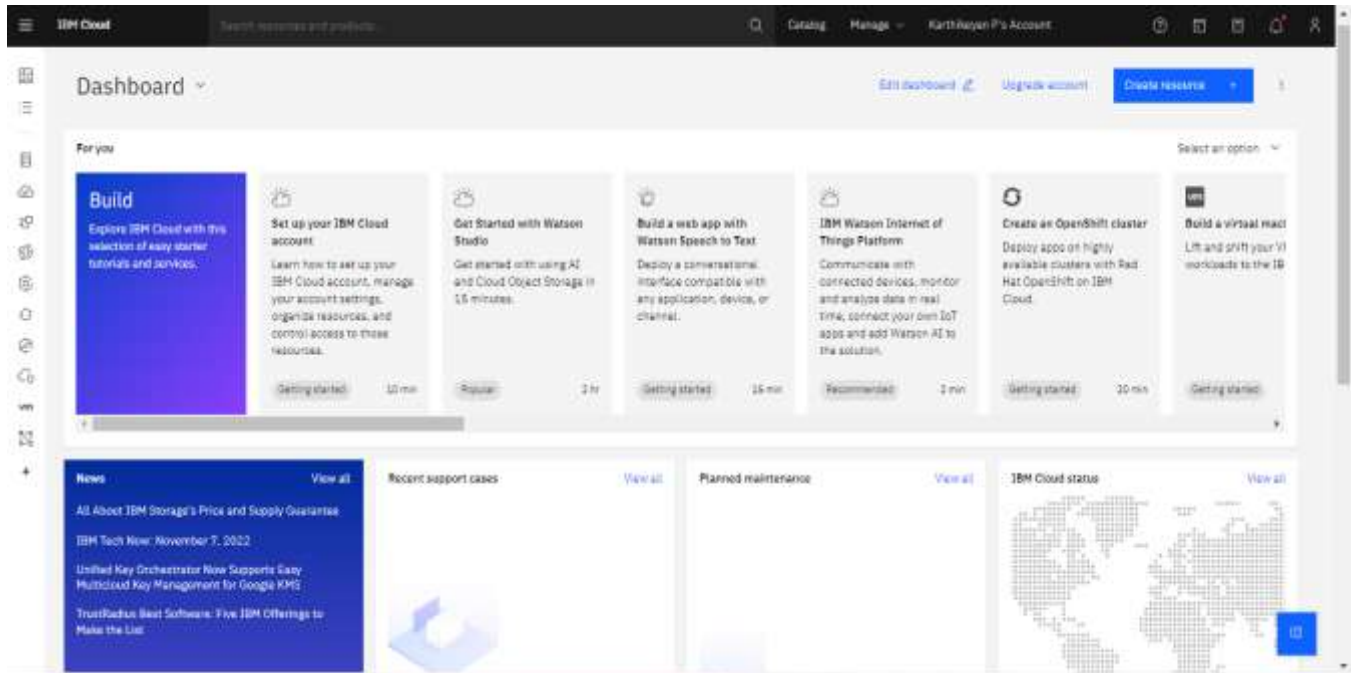 IBM Cloud
Search resources and products...
Catalog
Manage
Karthikeyan P's Account
Dashboard
Edit dashboard
Upgrade account
Create resource +
For you
Select an option
Build
Explore IBM Cloud with this
selection of easy starter
tutorials and services.
Set up your IBM Cloud
account
Learn how to set up your
IBM Cloud account, manage
your account settings,
organize resources, and
control access to those
resources.
Getting started
10 min
Get Started with Watson
Studio
Get started with using AI
and Cloud Object Storage in
15 minutes.
Popular
2 hr
Build a web app with
Watson Speech to Text
Deploy a conversational
interface compatible with
any application, device, or
channel.
Getting started
15 min
IBM Watson Internet of
Things Platform
Communicate with
connected devices, monitor
and analyze data in real
time, connect your own IoT
apps and add Watson AI to
the solution.
Recommended
2 min
Create an OpenShift cluster
Deploy apps on highly
available clusters with Red
Hat OpenShift on IBM
Cloud.
Getting started
20 min
vm
Build a virtual mach
Lift and shift your VM
workloads to the IB
Getting started
vm
News
View all
All About IBM Storage's Price and Supply Guarantee
IBM Tech Now: November 7, 2022
Unified Key Orchestrator Now Supports Easy
Multicloud Key Management for Google KMS
TrustRadius Best Software: Five IBM Offerings to
Make the List
Recent support cases
View all
Planned maintenance
View all
IBM Cloud status
View all